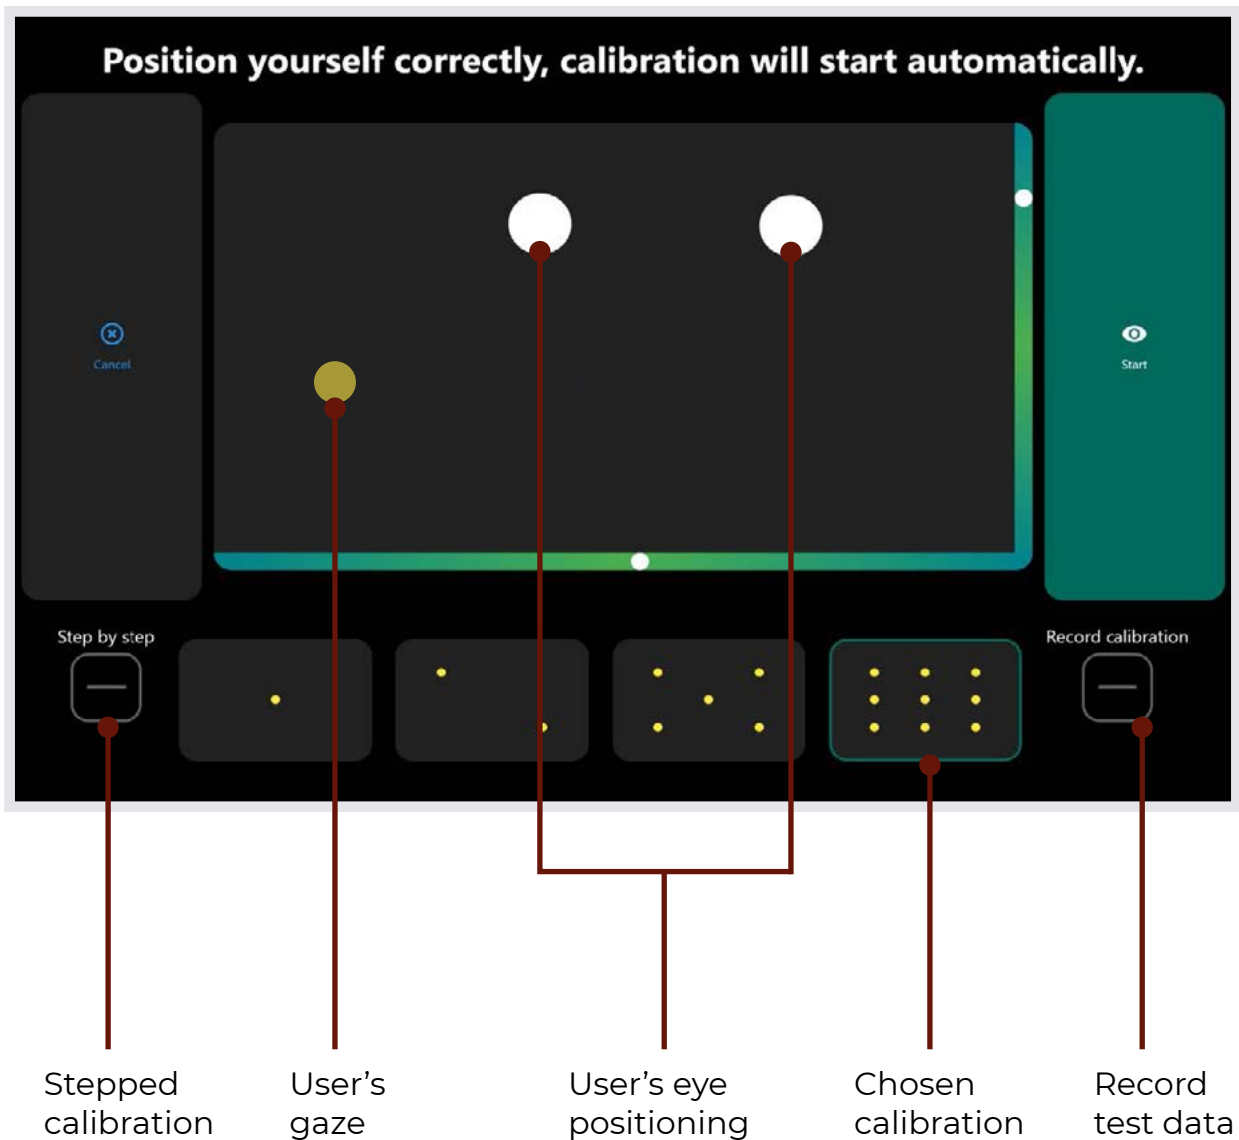 Position yourself correctly, calibration will start automatically.
Cancel
Start
Step by step
Record calibration
Stepped
calibration
User’s
gaze
User’s eye
positioning
Chosen
calibration
Record
test data